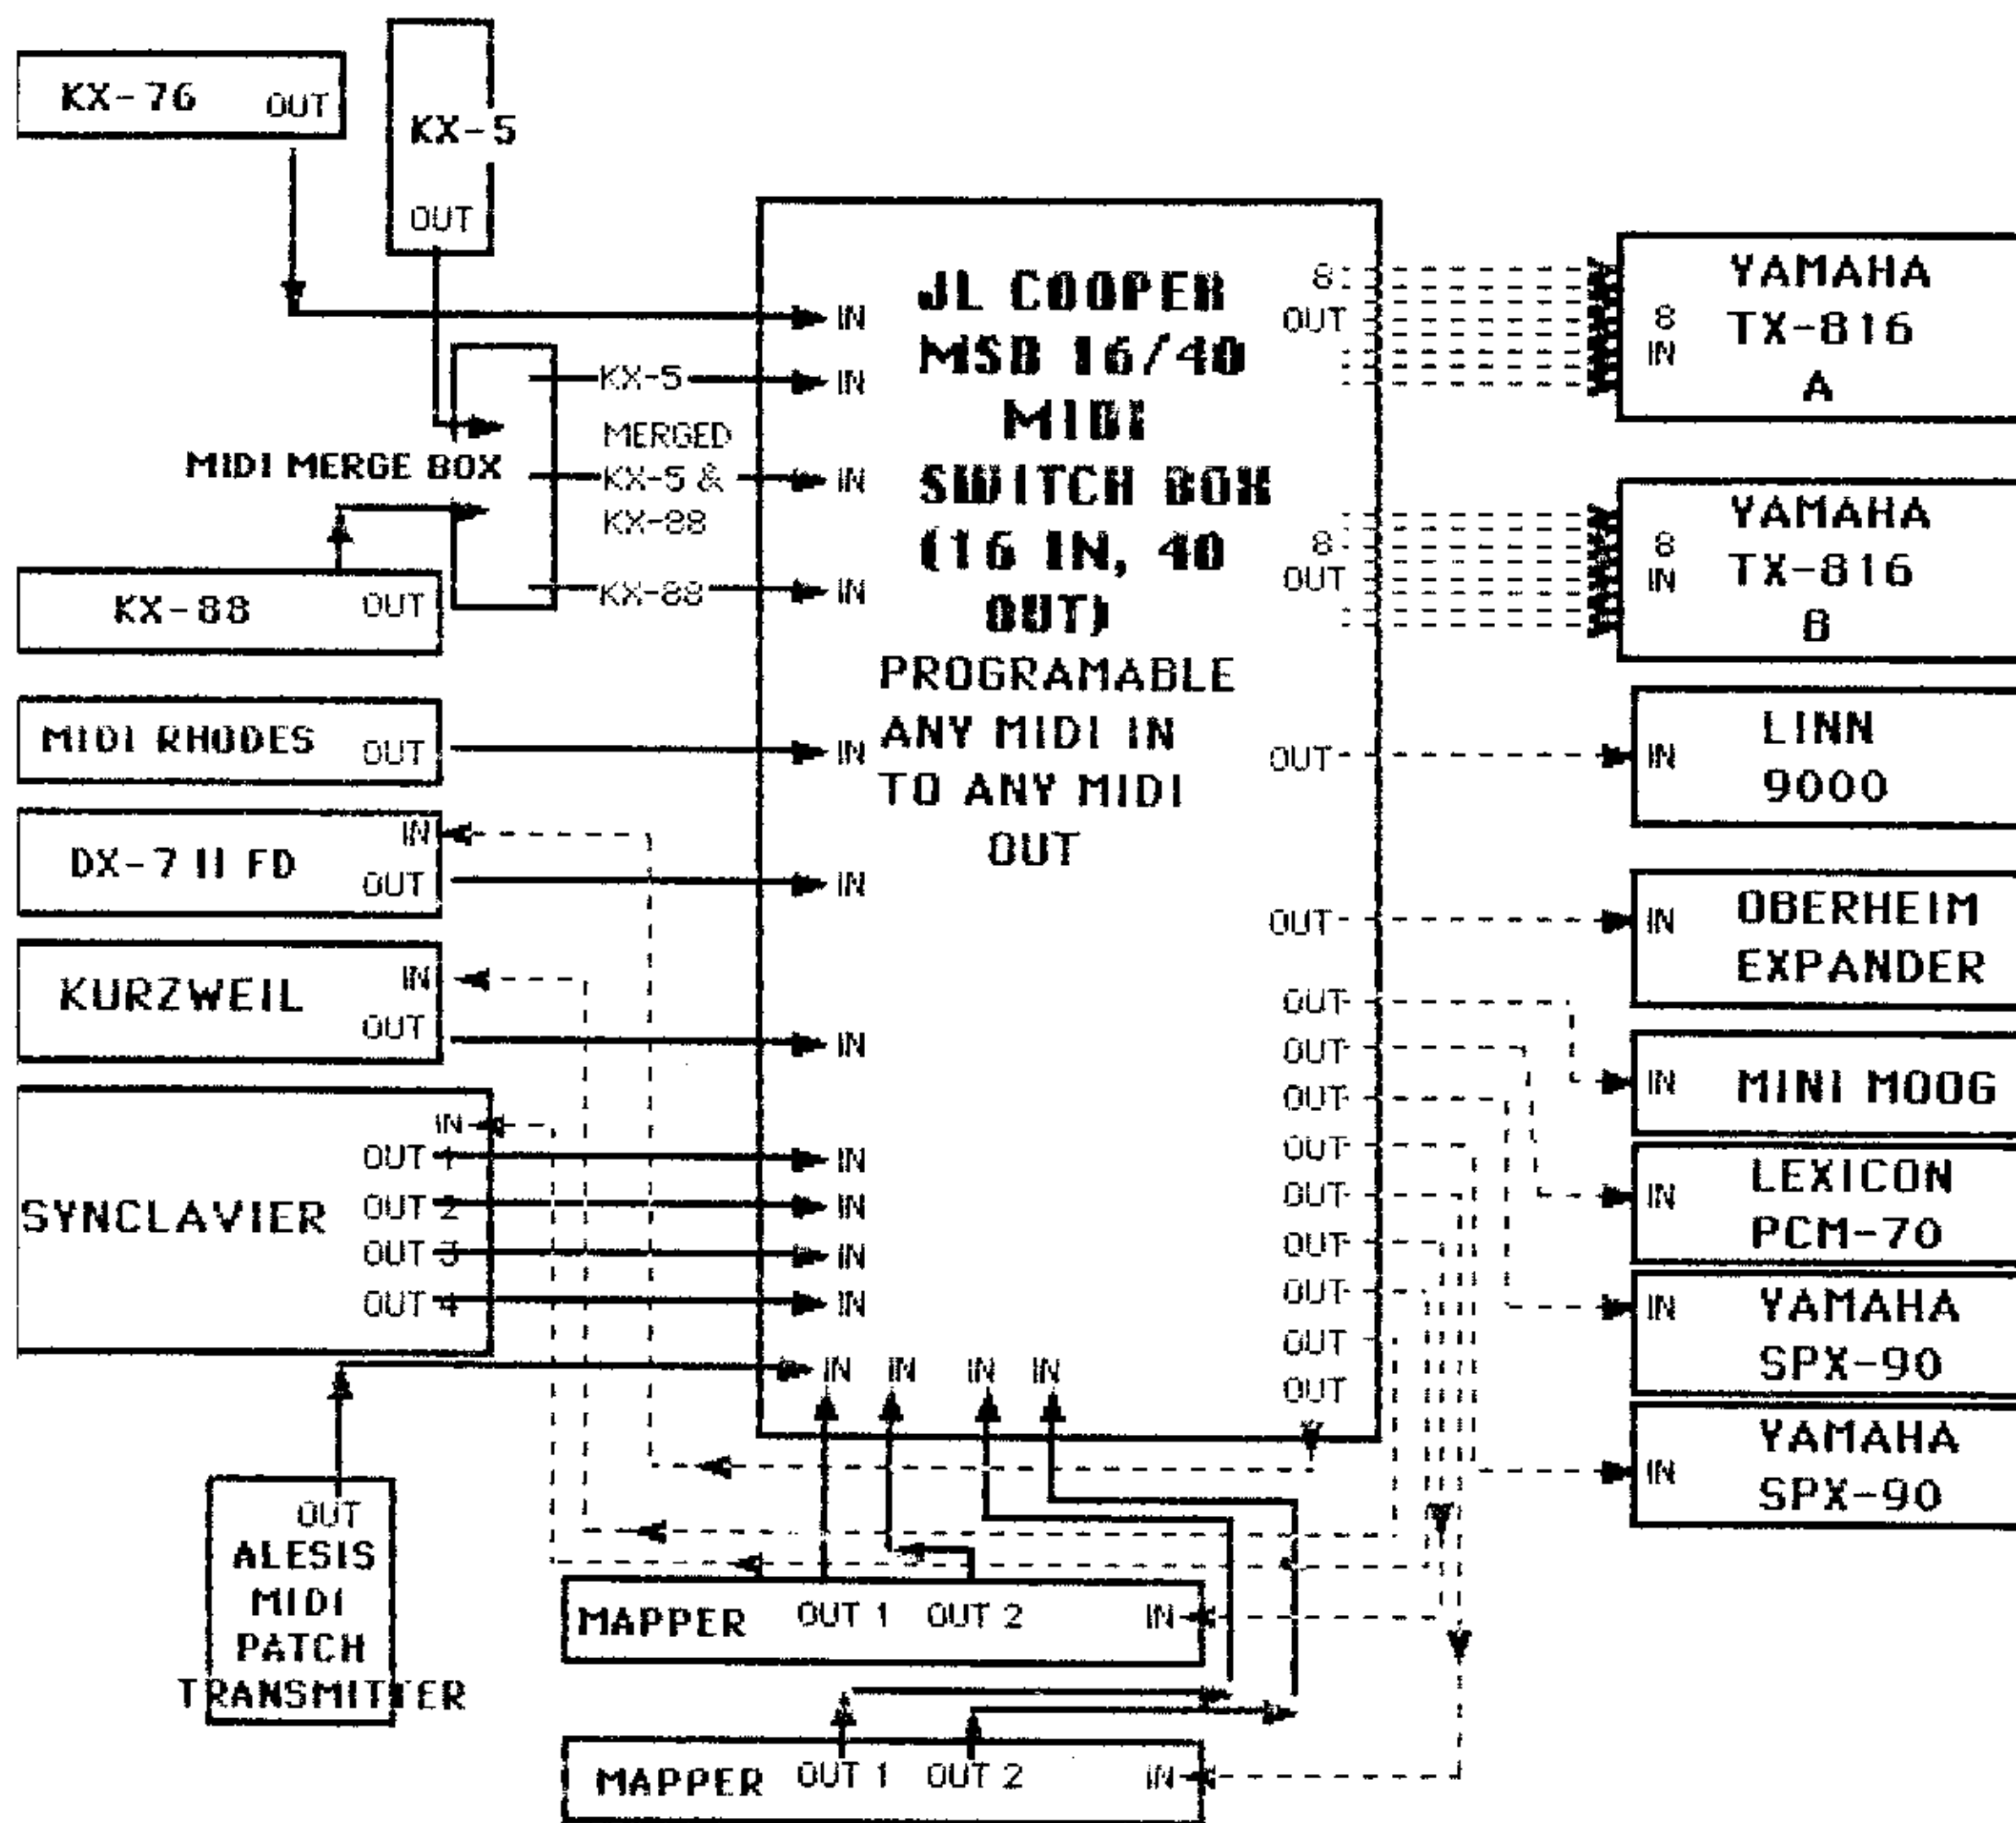 KX-76 OUT
KX-5
OUT
MIDI MERGE BOX
KX-5
MERGED
KX-5 &
KX-88
KX-88
KX-88 OUT
MIDI RHODES OUT
IN
DX-7 II FD
OUT
IN
KURZWEIL
OUT
IN
OUT 1
OUT 2
SYNCLAVIER
OUT 3
OUT 4
OUT
ALESIS
MIDI
PATCH
TRANSMITTER
IN
IN
IN
IN
IN
IN
IN
IN
IN
IN
IN
IN IN IN IN
JL COOPER
MSB 16/40
MIDI
SWITCH BOX
(16 IN, 40
OUT)
PROGRAMABLE
ANY MIDI IN
TO ANY MIDI
OUT
8
OUT
8
OUT
OUT
OUT
OUT
OUT
OUT
OUT
OUT
OUT
OUT
OUT
OUT
MAPPER OUT 1 OUT 2 IN
MAPPER OUT 1 OUT 2 IN
8
IN
YAMAHA
TX-816
A
8
IN
YAMAHA
TX-816
B
IN
LINN
9000
IN
OBERHEIM
EXPANDER
IN MINI MOOG
IN
LEXICON
PCM-70
IN
YAMAHA
SPX-90
IN
YAMAHA
SPX-90